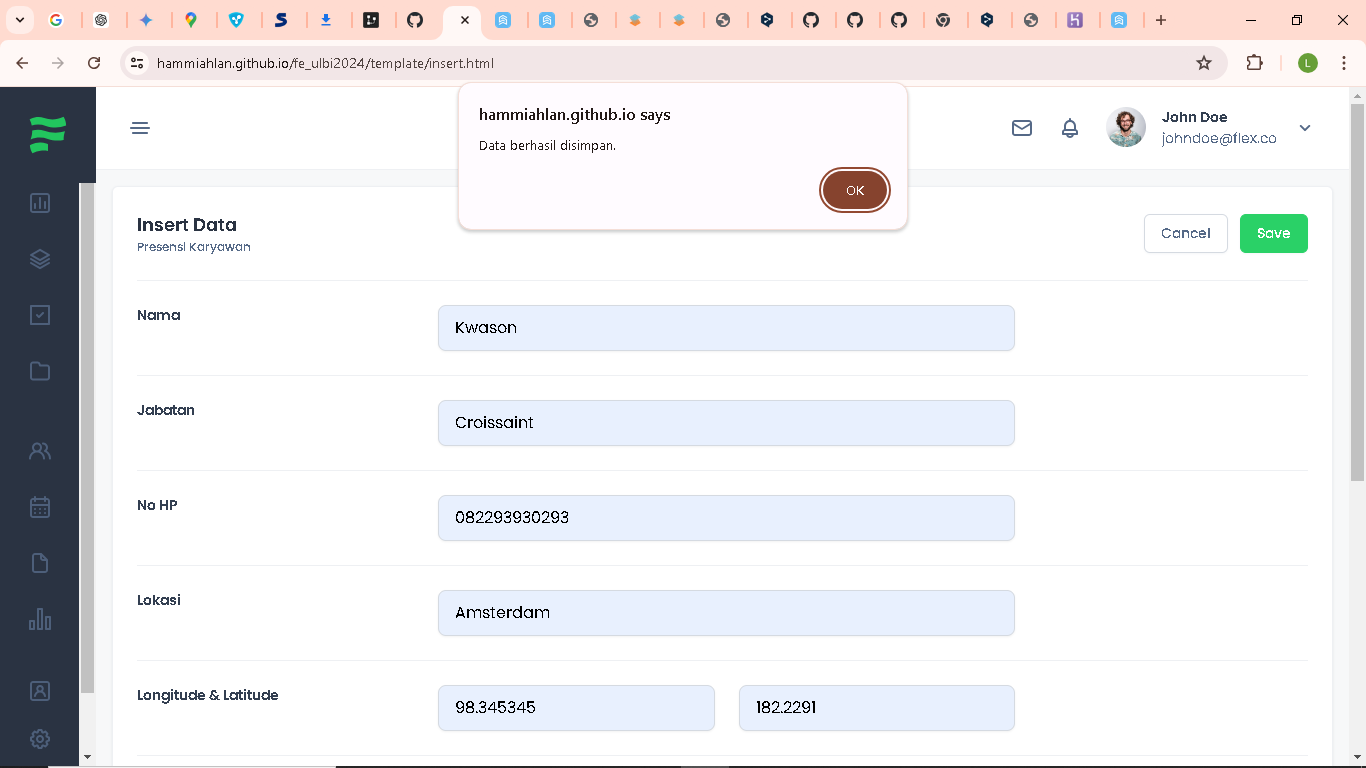 hammiahlan.github.io/fe_ulbi2024/template/insert.html
L
hammiahlan.github.io says
Data berhasil disimpan.
OK
John Doe
johndoe@flex.co
Insert Data
Presensi Karyawan
Cancel
Save
Nama
Kwason
Jabatan
Croissaint
No HP
082293930293
Lokasi
Amsterdam
Longitude & Latitude
98.345345
182.2291